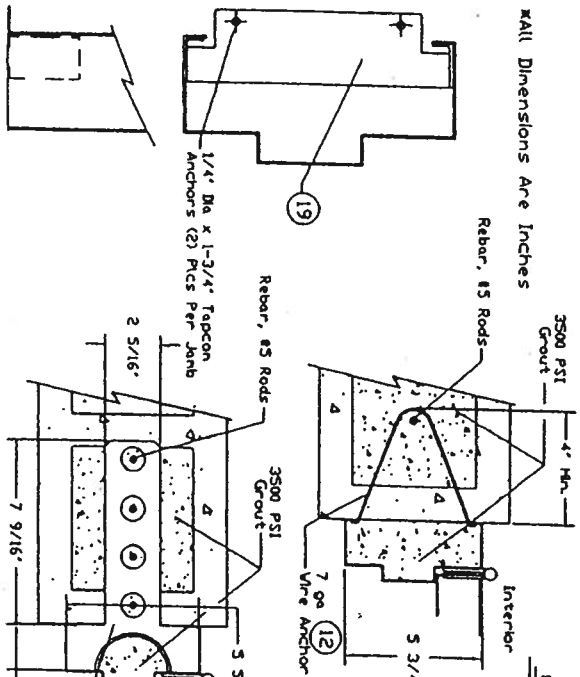 *All Dimensions Are Inches
19
1/4" Dia x 1-3/4" Tapcon
Anchors (2) Pcs Per Jamb
3500 PSI
Grout
Rebar, #5 Rods
4" Min.
Interior
7 ga
Wire Anchor
12
5 3/4
Rebar, #5 Rods
2 5/16"
3500 PSI
Grout
7 9/16"